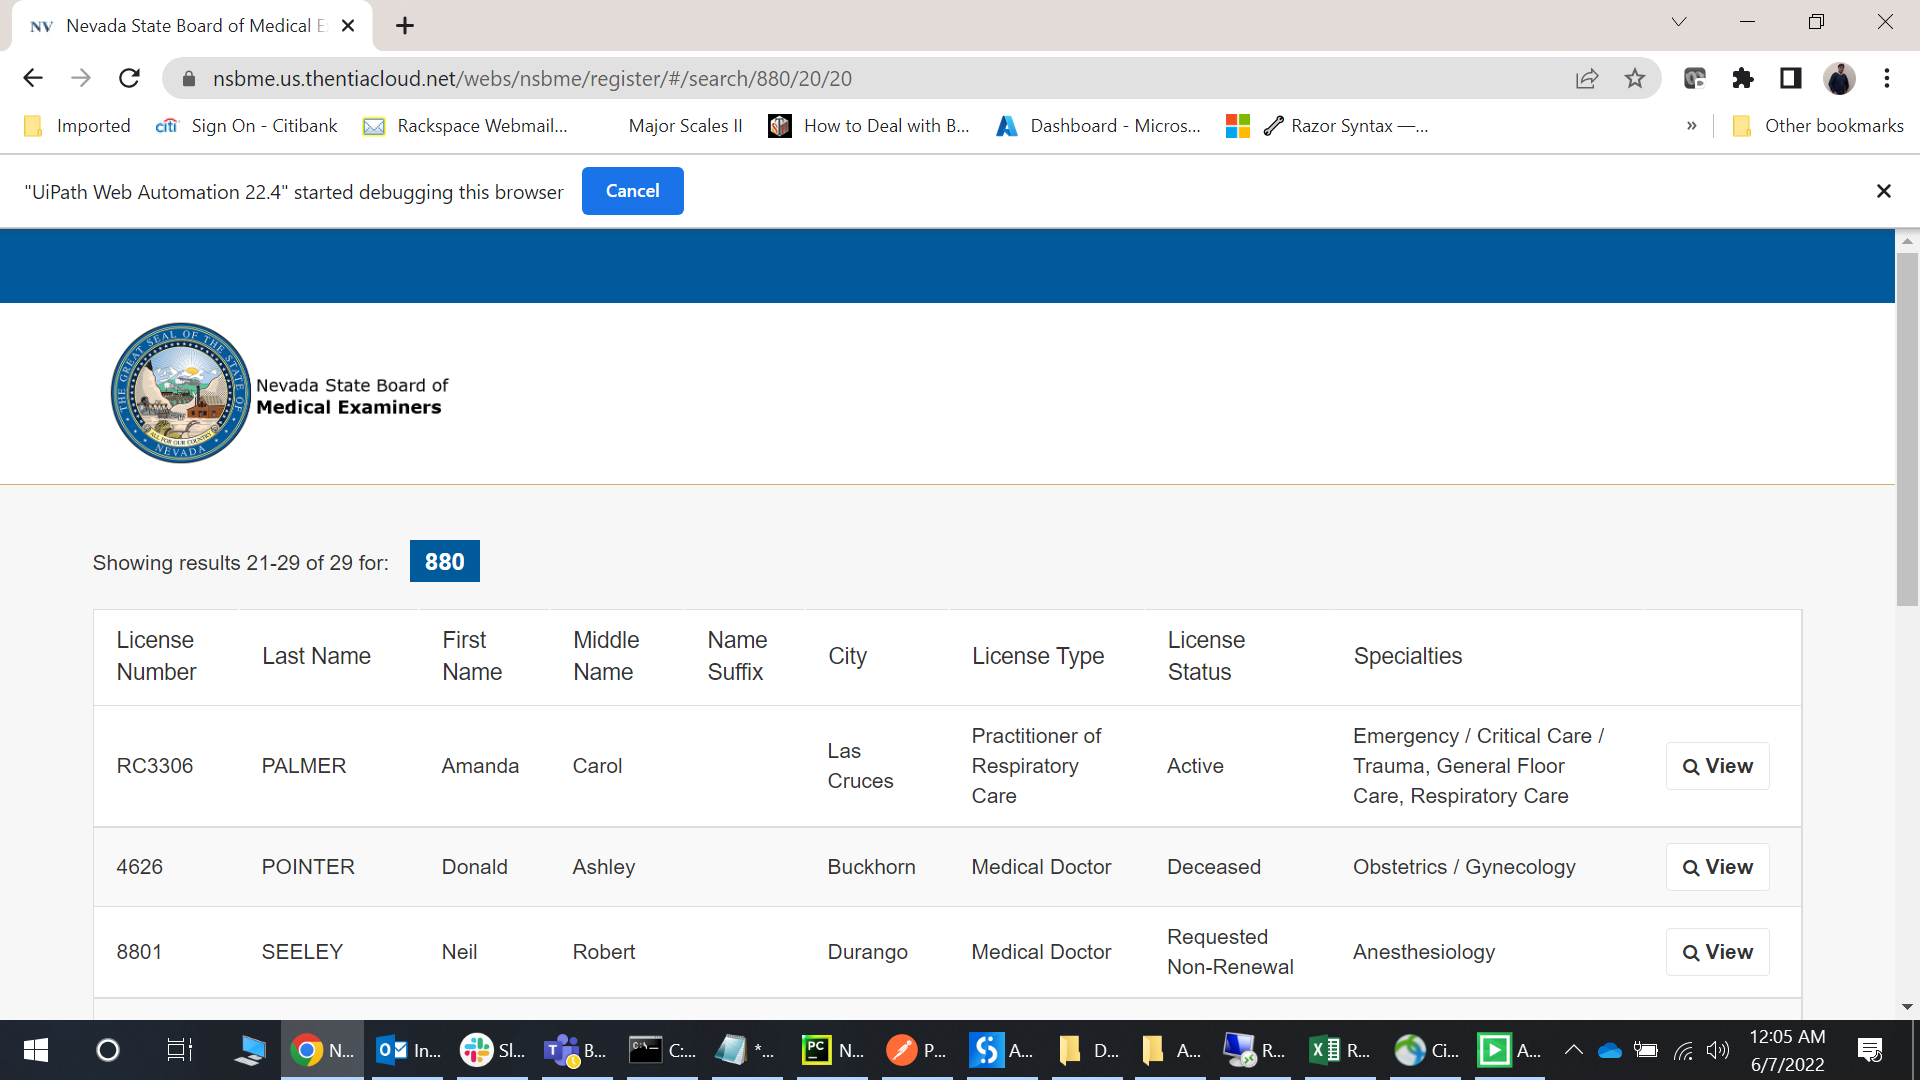 NV Nevada State Board of Medical E
nsbme.us.thentiacloud.net/webs/nsbme/register/#/search/880/20/20
Imported citi Sign On - Citibank Rackspace Webmail... Major Scales II How to Deal with B... Dashboard - Micros... Razor Syntax —... » Other bookmarks
"UiPath Web Automation 22.4" started debugging this browser Cancel
THE GREAT SEAL OF THE STATE OF NEVADA
ALL FOR OUR COUNTRY
Nevada State Board of
Medical Examiners
Showing results 21-29 of 29 for: 880
License Number Last Name First Name Middle Name Name Suffix City License Type License Status Specialties
RC3306 PALMER Amanda Carol Las Cruces Practitioner of Respiratory Care Active Emergency / Critical Care / Trauma, General Floor Care, Respiratory Care View
4626 POINTER Donald Ashley Buckhorn Medical Doctor Deceased Obstetrics / Gynecology View
8801 SEELEY Neil Robert Durango Medical Doctor Requested Non-Renewal Anesthesiology View
N... In... Sl... B... C:... *... N... P... A... D... A... R... R... Ci... A... 12:05 AM
6/7/2022